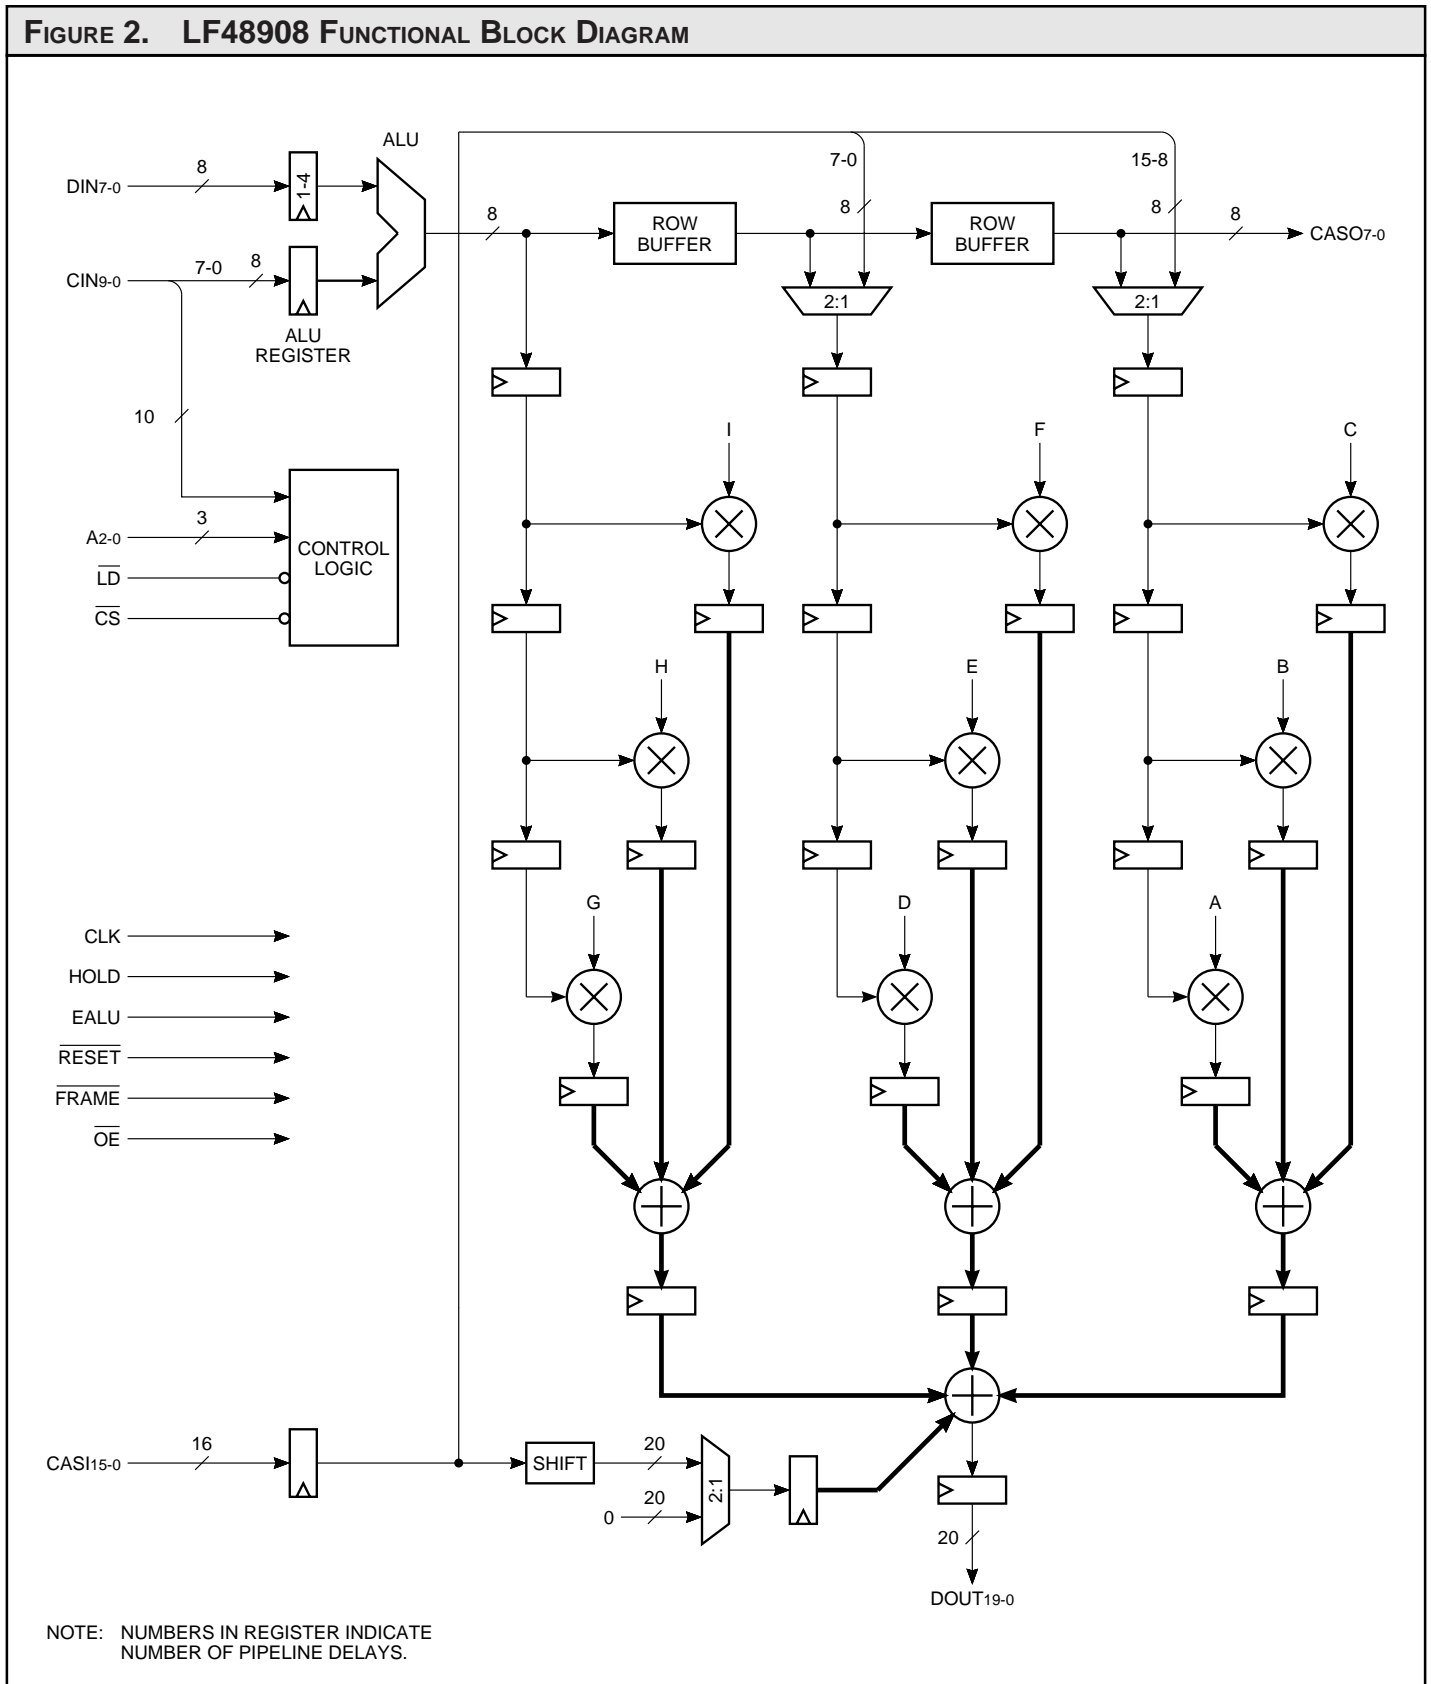 FIGURE 2. LF48908 FUNCTIONAL BLOCK DIAGRAM
ALU
DIN7-0
8
1-4
7-0
15-8
8
8
8
8
ROW
BUFFER
ROW
BUFFER
CASO7-0
CIN9-0
7-0
8
2:1
2:1
ALU
REGISTER
10
I
F
C
A2-0
3
CONTROL
LOGIC
LD
CS
H
E
B
G
D
A
CLK
HOLD
EALU
RESET
FRAME
OE
CASI15-0
16
SHIFT
20
0
20
2:1
20
DOUT19-0
NOTE: NUMBERS IN REGISTER INDICATE
NUMBER OF PIPELINE DELAYS.